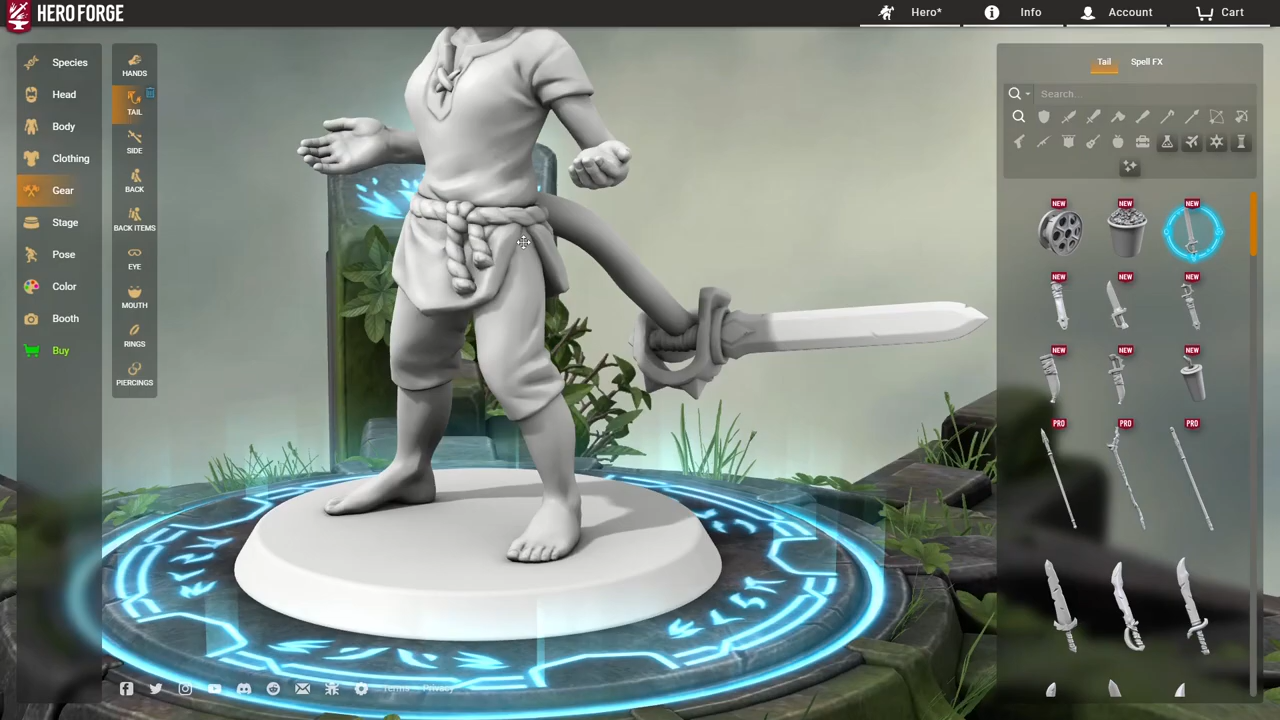 HERO FORGE
Hero*
Info
Account
Cart
Species
Head
Body
Clothing
Gear
Stage
Pose
Color
Booth
Buy
HANDS
TAIL
SIDE
BACK
BACK ITEMS
EYE
MOUTH
RINGS
PIERCINGS
Tail
Spell FX
Search...
NEW
NEW
NEW
NEW
NEW
NEW
NEW
NEW
NEW
PRO
PRO
PRO
Terms
Privacy